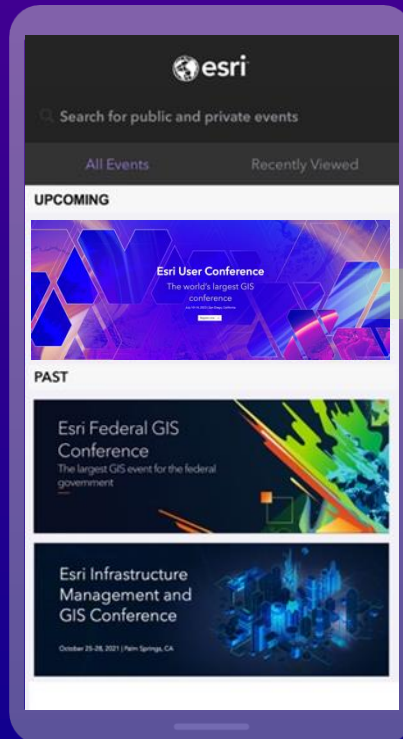 esri
Search for public and private events
All Events Recently Viewed
UPCOMING
Esri User Conference
The world's largest GIS
conference
PAST
Esri Federal GIS
Conference
The largest GIS event for the federal
government
Esri Infrastructure
Management and
GIS Conference
October 25-28, 2021 | Palm Springs, CA